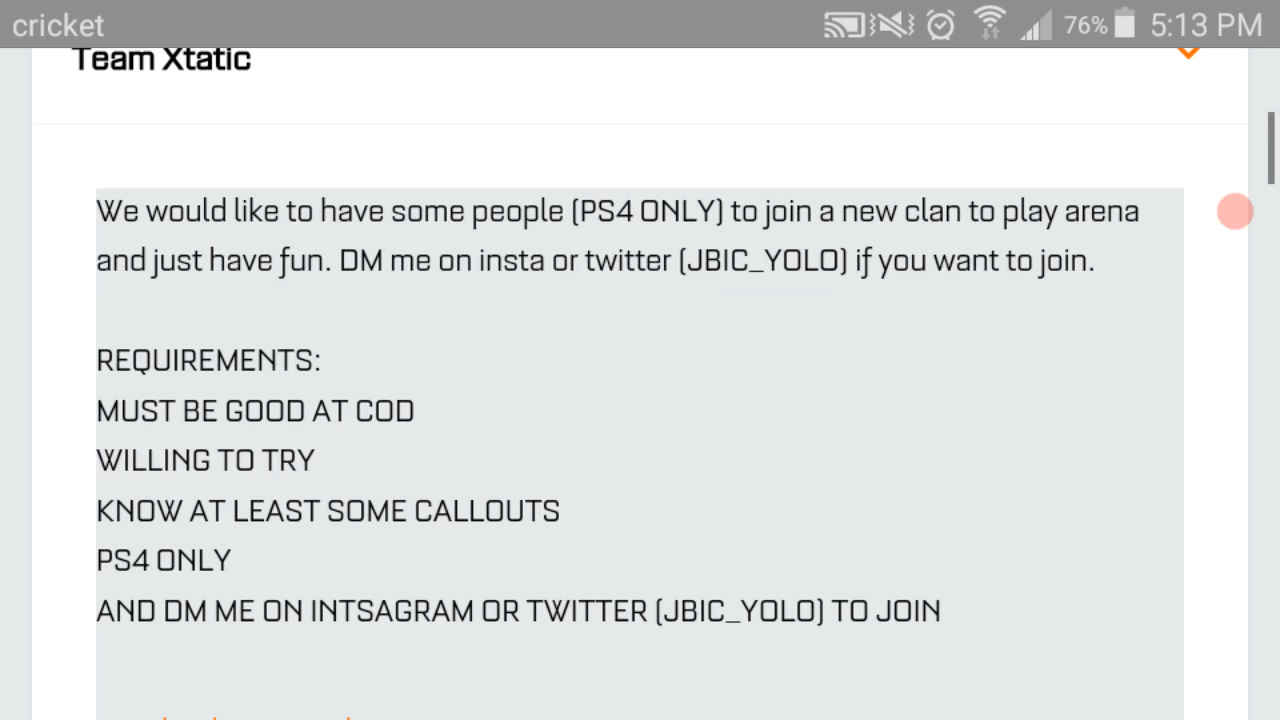 cricket 76% 5:13 PM
Team Xtatic
We would like to have some people (PS4 ONLY) to join a new clan to play arena
and just have fun. DM me on insta or twitter (JBIC_YOLO) if you want to join.
REQUIREMENTS:
MUST BE GOOD AT COD
WILLING TO TRY
KNOW AT LEAST SOME CALLOUTS
PS4 ONLY
AND DM ME ON INTSAGRAM OR TWITTER (JBIC_YOLO) TO JOIN